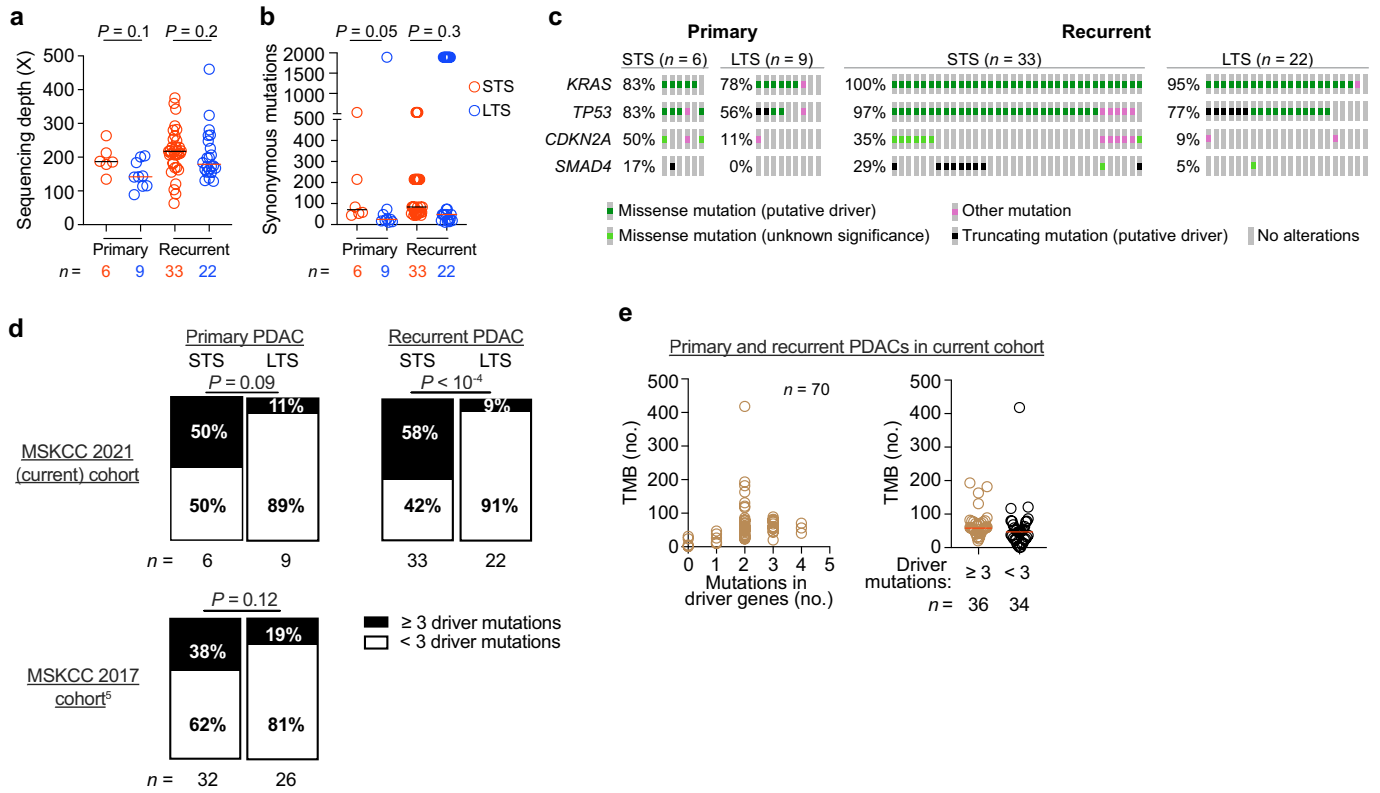 a
P = 0.1
P = 0.2
Sequencing depth (X)
500
400
300
200
100
0
Primary
Recurrent
n =
6
9
33
22
b
P = 0.05
P = 0.3
Synonymous mutations
2000
1500
1000
500
400
300
200
100
0
STS
LTS
Primary
Recurrent
n =
6
9
33
22
c
Primary
Recurrent
STS (n = 6)
LTS (n = 9)
STS (n = 33)
LTS (n = 22)
KRAS 83% 78% 100% 95%
TP53 83% 56% 97% 77%
CDKN2A 50% 11% 35% 9%
SMAD4 17% 0% 29% 5%
Missense mutation (putative driver)
Other mutation
Missense mutation (unknown significance)
Truncating mutation (putative driver)
No alterations
d
Primary PDAC
Recurrent PDAC
STS LTS
STS LTS
P = 0.09
P < 10-4
MSKCC 2021
(current) cohort
50%
11%
58%
9%
50%
89%
42%
91%
n =
6
9
33
22
P = 0.12
MSKCC 2017
cohort5
38%
19%
62%
81%
n =
32
26
≥ 3 driver mutations
< 3 driver mutations
e
Primary and recurrent PDACs in current cohort
n = 70
TMB (no.)
500
400
300
200
100
0
0 1 2 3 4 5
Mutations in
driver genes (no.)
TMB (no.)
500
400
300
200
100
0
Driver
mutations:
≥ 3
< 3
n =
36
34